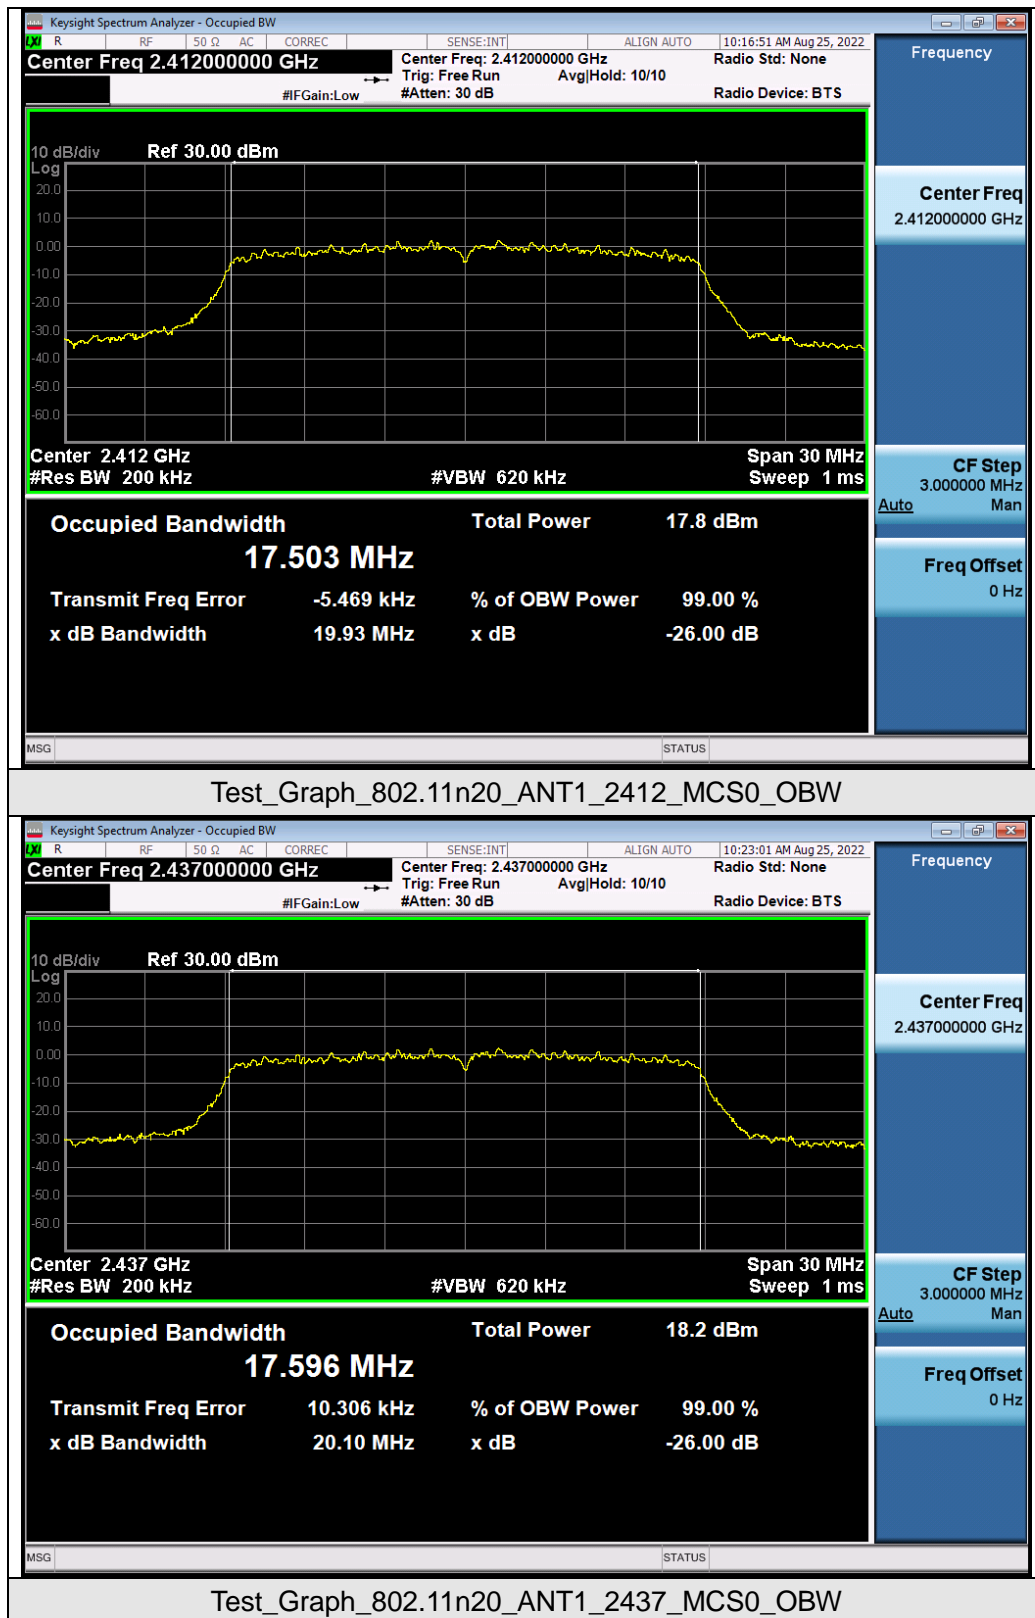 Keysight Spectrum Analyzer - Occupied BW
LXI R RF 50 Ω AC CORREC SENSE:INT ALIGN AUTO 10:16:51 AM Aug 25, 2022
Center Freq 2.412000000 GHz
Center Freq: 2.412000000 GHz Radio Std: None
Trig: Free Run Avg|Hold: 10/10
#IFGain:Low #Atten: 30 dB Radio Device: BTS
Frequency
10 dB/div Ref 30.00 dBm
Log
20.0
10.0
0.00
-10.0
-20.0
-30.0
-40.0
-50.0
-60.0
Center 2.412 GHz Span 30 MHz
#Res BW 200 kHz #VBW 620 kHz Sweep 1 ms
Center Freq
2.412000000 GHz
CF Step
3.000000 MHz
Auto Man
Freq Offset
0 Hz
Occupied Bandwidth Total Power 17.8 dBm
17.503 MHz
Transmit Freq Error -5.469 kHz % of OBW Power 99.00 %
x dB Bandwidth 19.93 MHz x dB -26.00 dB
MSG STATUS
Test_Graph_802.11n20_ANT1_2412_MCS0_OBW
Keysight Spectrum Analyzer - Occupied BW
LXI R RF 50 Ω AC CORREC SENSE:INT ALIGN AUTO 10:23:01 AM Aug 25, 2022
Center Freq 2.437000000 GHz
Center Freq: 2.437000000 GHz Radio Std: None
Trig: Free Run Avg|Hold: 10/10
#IFGain:Low #Atten: 30 dB Radio Device: BTS
Frequency
10 dB/div Ref 30.00 dBm
Log
20.0
10.0
0.00
-10.0
-20.0
-30.0
-40.0
-50.0
-60.0
Center 2.437 GHz Span 30 MHz
#Res BW 200 kHz #VBW 620 kHz Sweep 1 ms
Center Freq
2.437000000 GHz
CF Step
3.000000 MHz
Auto Man
Freq Offset
0 Hz
Occupied Bandwidth Total Power 18.2 dBm
17.596 MHz
Transmit Freq Error 10.306 kHz % of OBW Power 99.00 %
x dB Bandwidth 20.10 MHz x dB -26.00 dB
MSG STATUS
Test_Graph_802.11n20_ANT1_2437_MCS0_OBW